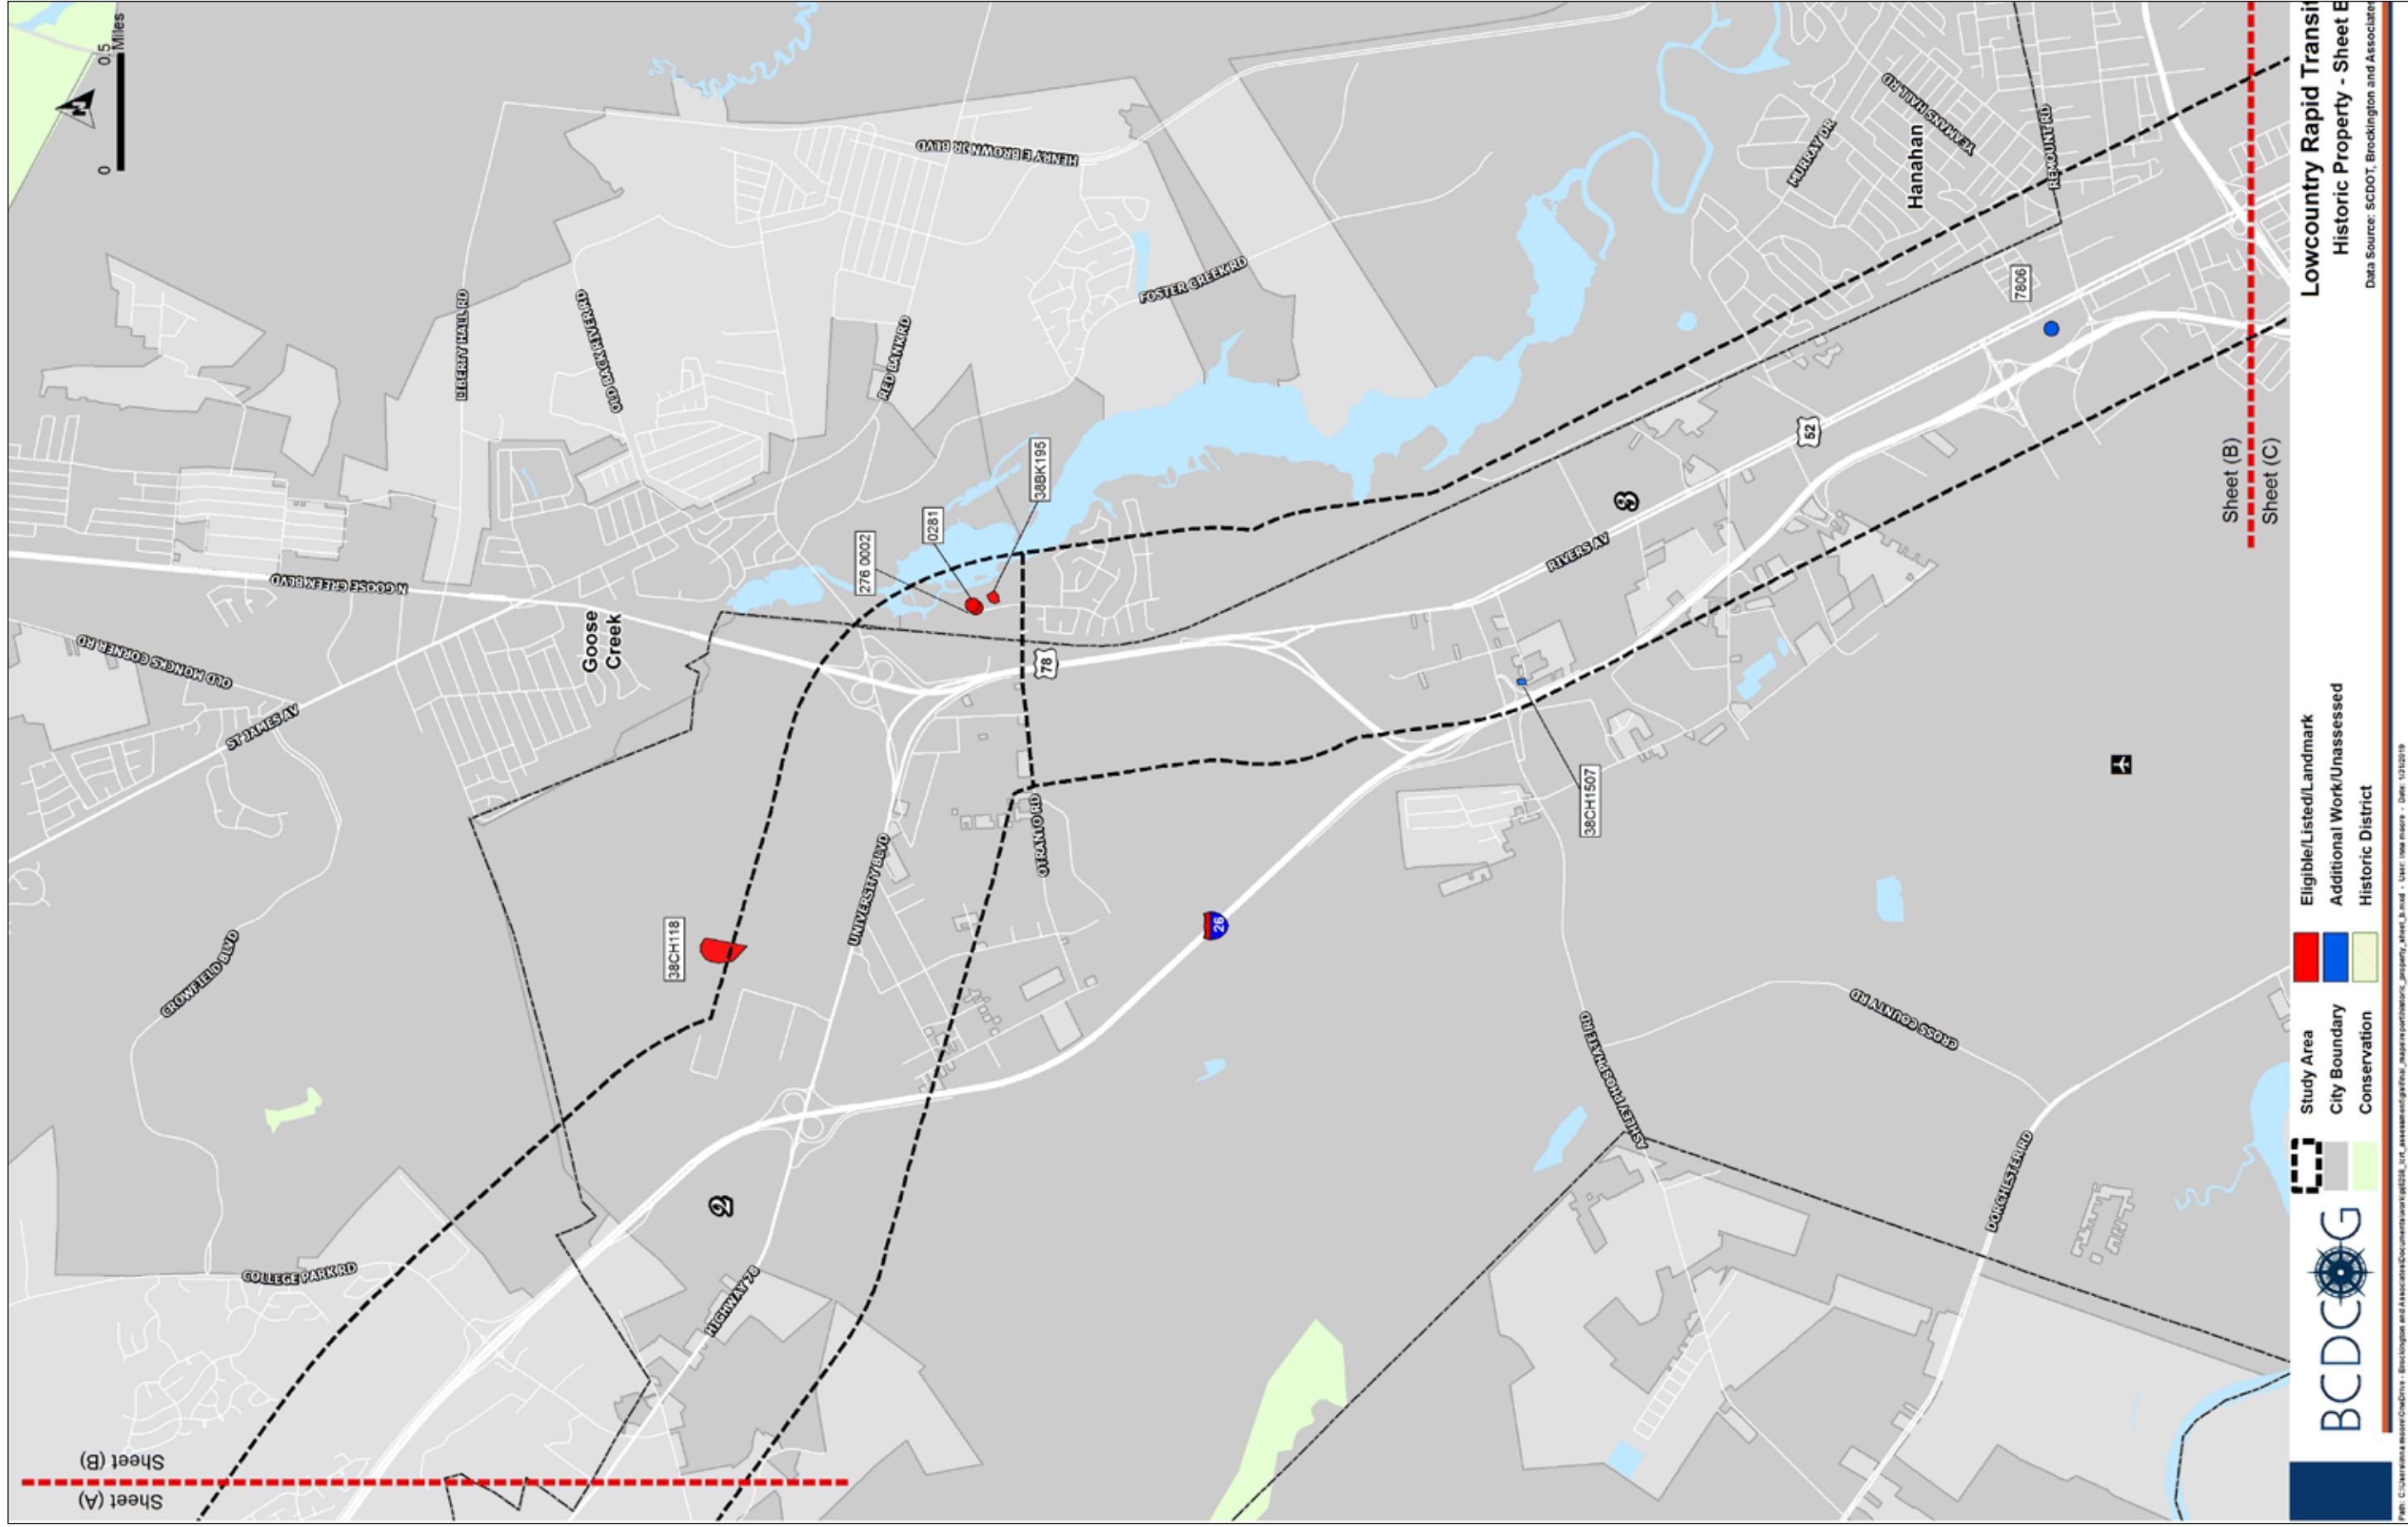 0
0.5
Miles
N
LIBERTY HALL RD
OLD BACK RIVER RD
HENRY E BROWN JR BLVD
RED BANK RD
FOSTER CREEK RD
MURRAY DR
YEAMANS HALL RD
Hanahan
REMOUNT RD
7806
N GOOSE CREEK BLVD
OLD MONCKS CORNER RD
ST JAMES AV
Goose
Creek
276 0002
0281
38BK195
78
RIVERS AV
3
52
Sheet (B)
Sheet (C)
CROWFIELD BLVD
38CH118
UNIVERSITY BLVD
OTRANTO RD
26
38CH1507
ASHLEY PHOSPHATE RD
CROSS COUNTY RD
DORCHESTER RD
COLLEGE PARK RD
2
HIGHWAY 78
Sheet (B)
Sheet (A)
BCDCOG
Study Area
City Boundary
Conservation
Eligible/Listed/Landmark
Additional Work/Unassessed
Historic District
Lowcountry Rapid Transit
Historic Property - Sheet B
Data Source: SCDOT, Brockington and Associates